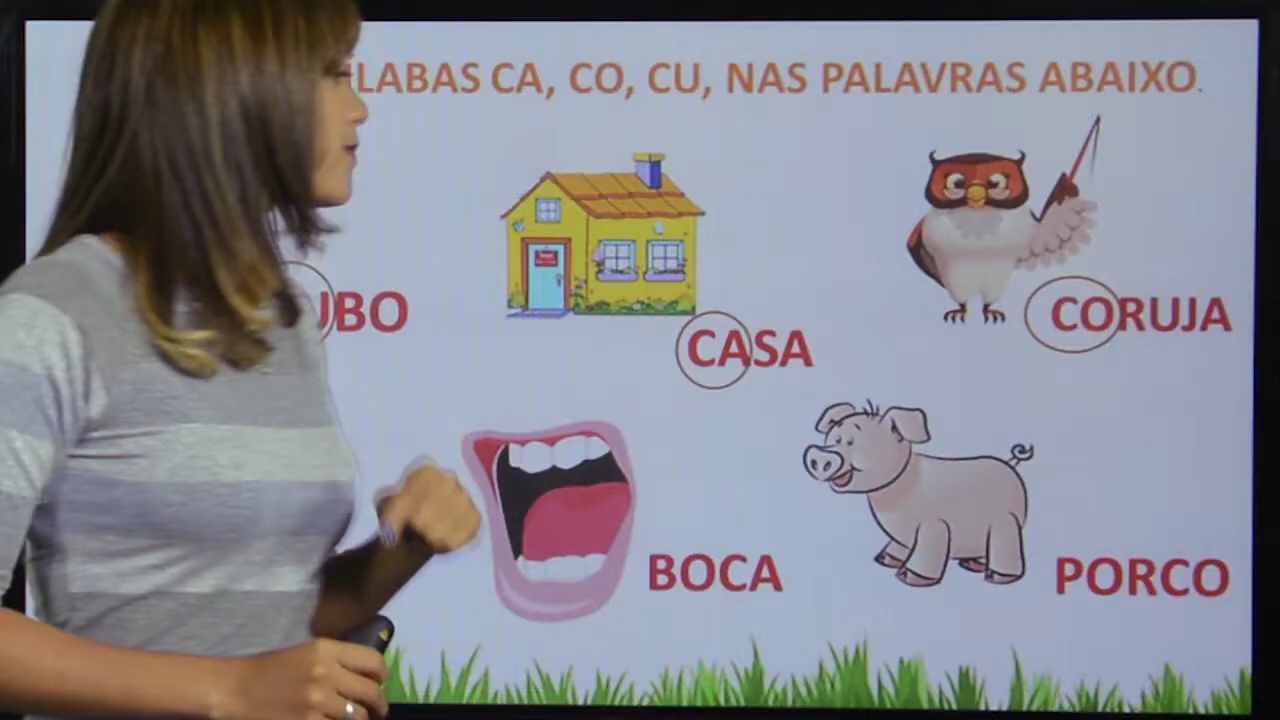 LABAS CA, CO, CU, NAS PALAVRAS ABAIXO.
UBO
CASA
CORUJA
BOCA
PORCO